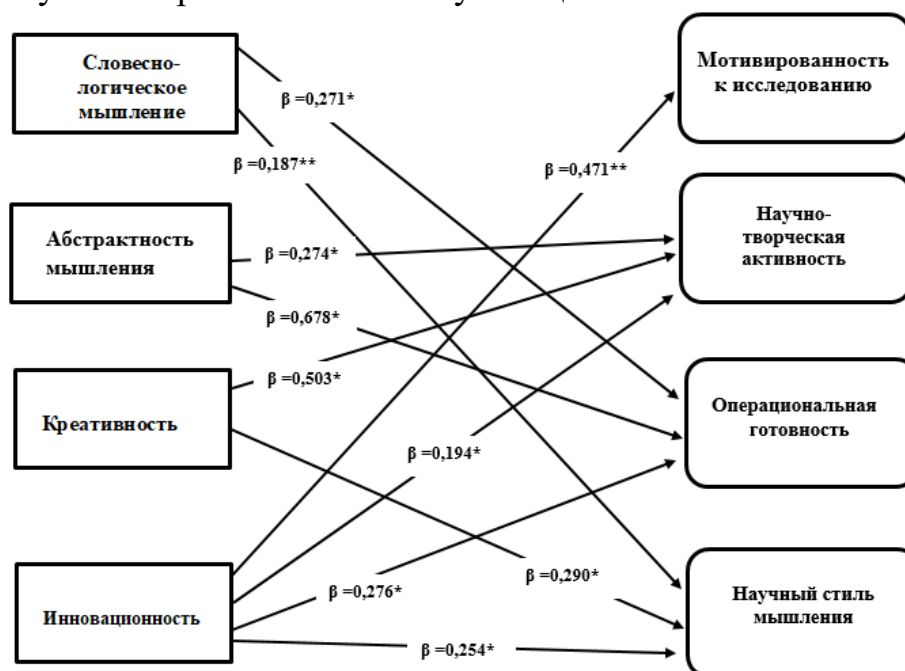 Словесно-
логическое
мышление
Мотивированность
к исследованию
β =0,271*
β =0,187**
β =0,471**
Абстрактность
мышления
Научно-
творческая
активность
β =0,274*
β =0,678*
β =0,503*
Креативность
Операциональная
готовность
β =0,194*
β =0,290*
β =0,276*
Инновационность
Научный стиль
мышления
β =0,254*